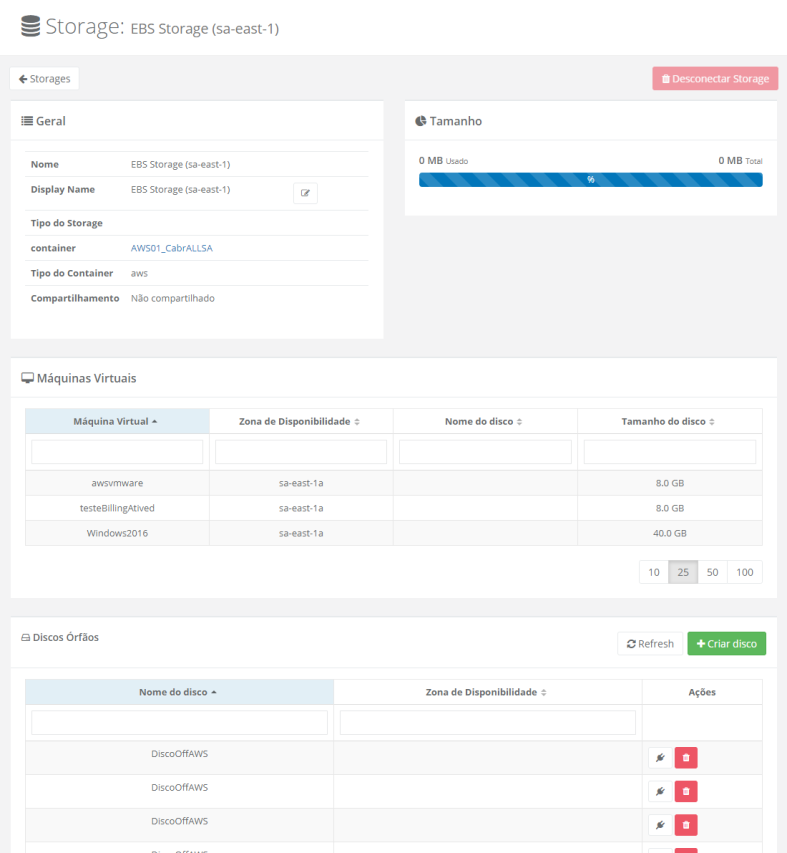 Storage: EBS Storage (sa-east-1)
Storages
Desconectar Storage
Geral
Nome EBS Storage (sa-east-1)
Display Name EBS Storage (sa-east-1)
Tipo do Storage
container AWS01_CabrALLSA
Tipo do Container aws
Compartilhamento Não compartilhado
Tamanho
0 MB Usado 0 MB Total
%
Máquinas Virtuais
Máquina Virtual Zona de Disponibilidade Nome do disco Tamanho do disco
awsvmware sa-east-1a 8.0 GB
testeBillingAtived sa-east-1a 8.0 GB
Windows2016 sa-east-1a 40.0 GB
10 25 50 100
Discos Órfãos
Refresh
Criar disco
Nome do disco Zona de Disponibilidade Ações
DiscoOffAWS
DiscoOffAWS
DiscoOffAWS